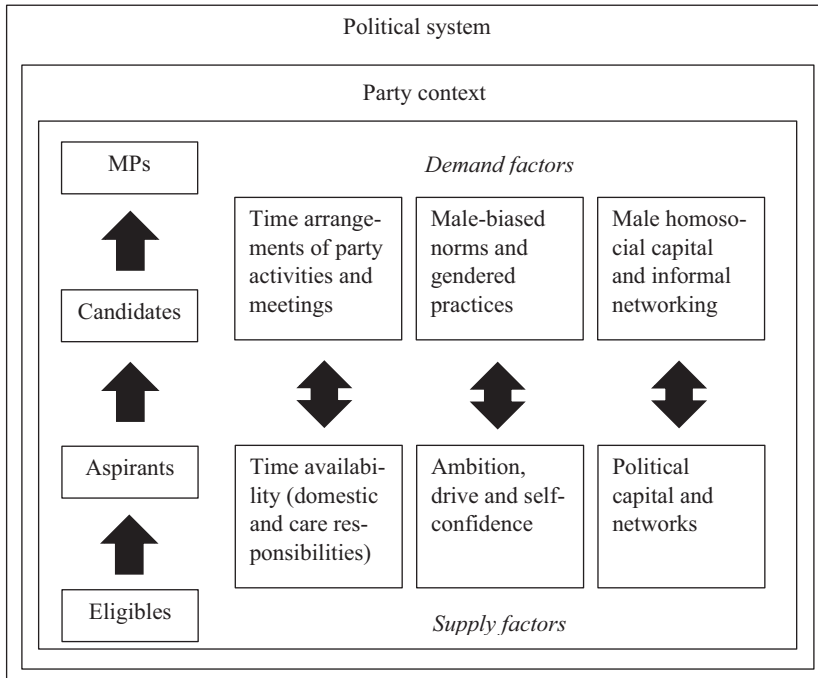 Political system
Party context
MPs
Candidates
Aspirants
Eligibles
Demand factors
Time arrange-
ments of party
activities and
meetings
Male-biased
norms and
gendered
practices
Male homoso-
cial capital
and informal
networking
Time availabi-
lity (domestic
and care res-
ponsibilities)
Ambition,
drive and self-
confidence
Political
capital and
networks
Supply factors